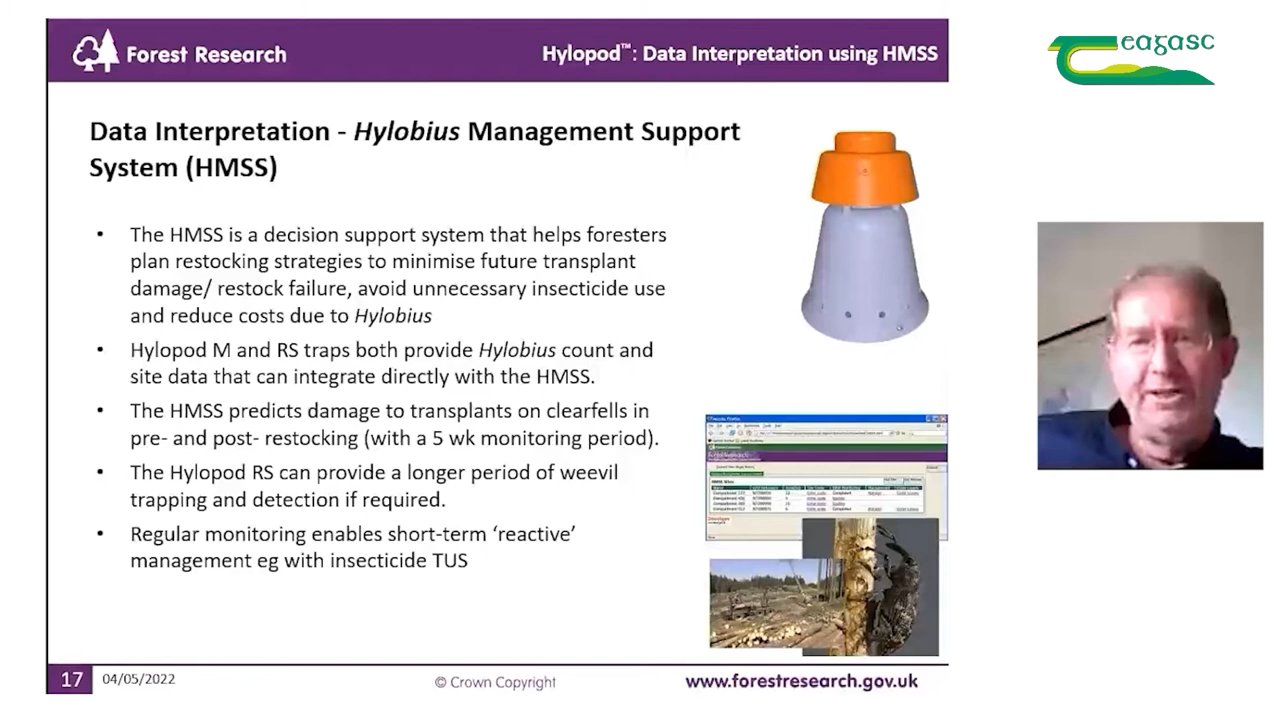 Forest Research
Hylopod™: Data Interpretation using HMSS
eagasc
Data Interpretation - Hylobius Management Support
System (HMSS)
• The HMSS is a decision support system that helps foresters
plan restocking strategies to minimise future transplant
damage/ restock failure, avoid unnecessary insecticide use
and reduce costs due to Hylobius
• Hylopod M and RS traps both provide Hylobius count and
site data that can integrate directly with the HMSS.
• The HMSS predicts damage to transplants on clearfells in
pre- and post- restocking (with a 5 wk monitoring period).
• The Hylopod RS can provide a longer period of weevil
trapping and detection if required.
• Regular monitoring enables short-term ‘reactive’
management eg with insecticide TUS
17
04/05/2022
© Crown Copyright
www.forestresearch.gov.uk